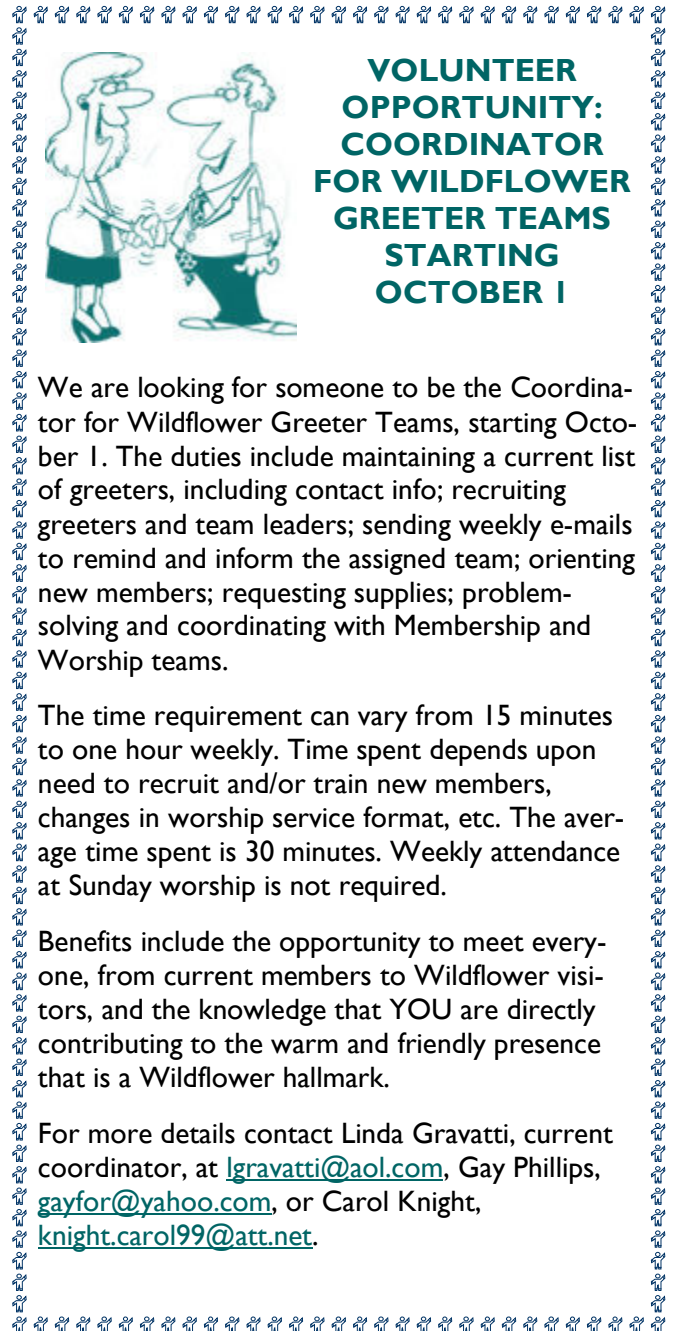 VOLUNTEER
OPPORTUNITY:
COORDINATOR
FOR WILDFLOWER
GREETER TEAMS
STARTING
OCTOBER 1
We are looking for someone to be the Coordina-
tor for Wildflower Greeter Teams, starting Octo-
ber 1. The duties include maintaining a current list
of greeters, including contact info; recruiting
greeters and team leaders; sending weekly e-mails
to remind and inform the assigned team; orienting
new members; requesting supplies; problem-
solving and coordinating with Membership and
Worship teams.
The time requirement can vary from 15 minutes
to one hour weekly. Time spent depends upon
need to recruit and/or train new members,
changes in worship service format, etc. The aver-
age time spent is 30 minutes. Weekly attendance
at Sunday worship is not required.
Benefits include the opportunity to meet every-
one, from current members to Wildflower visi-
tors, and the knowledge that YOU are directly
contributing to the warm and friendly presence
that is a Wildflower hallmark.
For more details contact Linda Gravatti, current
coordinator, at lgravatti@aol.com, Gay Phillips,
gayfor@yahoo.com, or Carol Knight,
knight.carol99@att.net.